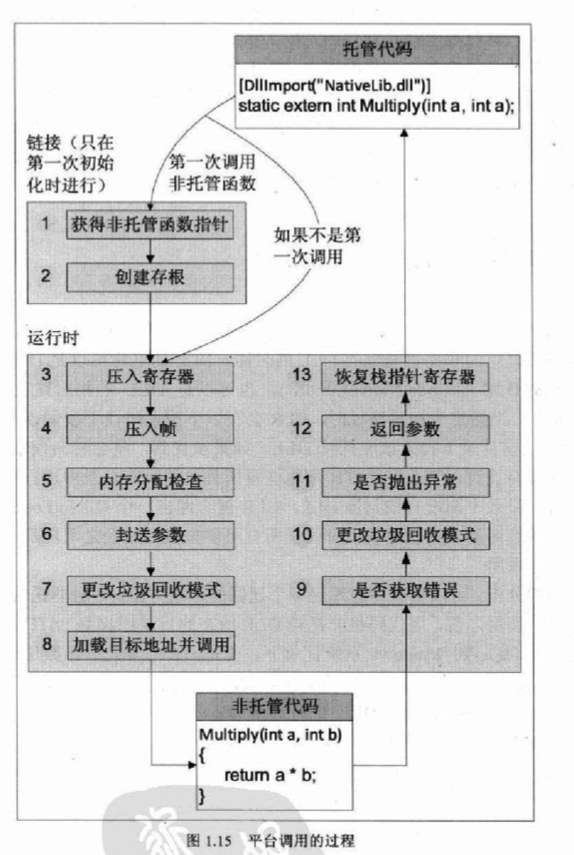 托管代码
[DllImport("NativeLib.dll")]
static extern int Multiply(int a, int a);
链接（只在
第一次初始
化时进行）
第一次调用
非托管函数
如果不是第
一次调用
1 获得非托管函数指针
2 创建存根
运行时
3 压入寄存器
4 压入帧
5 内存分配检查
6 封送参数
7 更改垃圾回收模式
8 加载目标地址并调用
13 恢复栈指针寄存器
12 返回参数
11 是否抛出异常
10 更改垃圾回收模式
9 是否获取错误
非托管代码
Multiply(int a, int b)
{
return a * b;
}
图 1.15 平台调用的过程